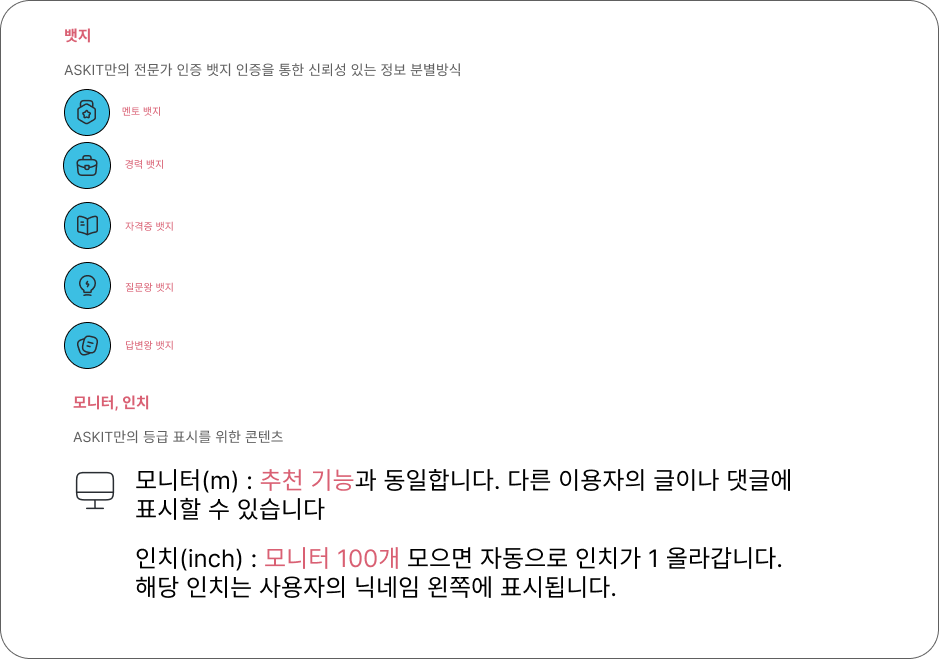 뱃지
ASKIT만의 전문가 인증 뱃지 인증을 통한 신뢰성 있는 정보 분별방식
멘토 뱃지
경력 뱃지
자격증 뱃지
질문왕 뱃지
답변왕 뱃지
모니터, 인치
ASKIT만의 등급 표시를 위한 콘텐츠
모니터(m) : 추천 기능과 동일합니다. 다른 이용자의 글이나 댓글에
표시할 수 있습니다
인치(inch) : 모니터 100개 모으면 자동으로 인치가 1 올라갑니다.
해당 인치는 사용자의 닉네임 왼쪽에 표시됩니다.